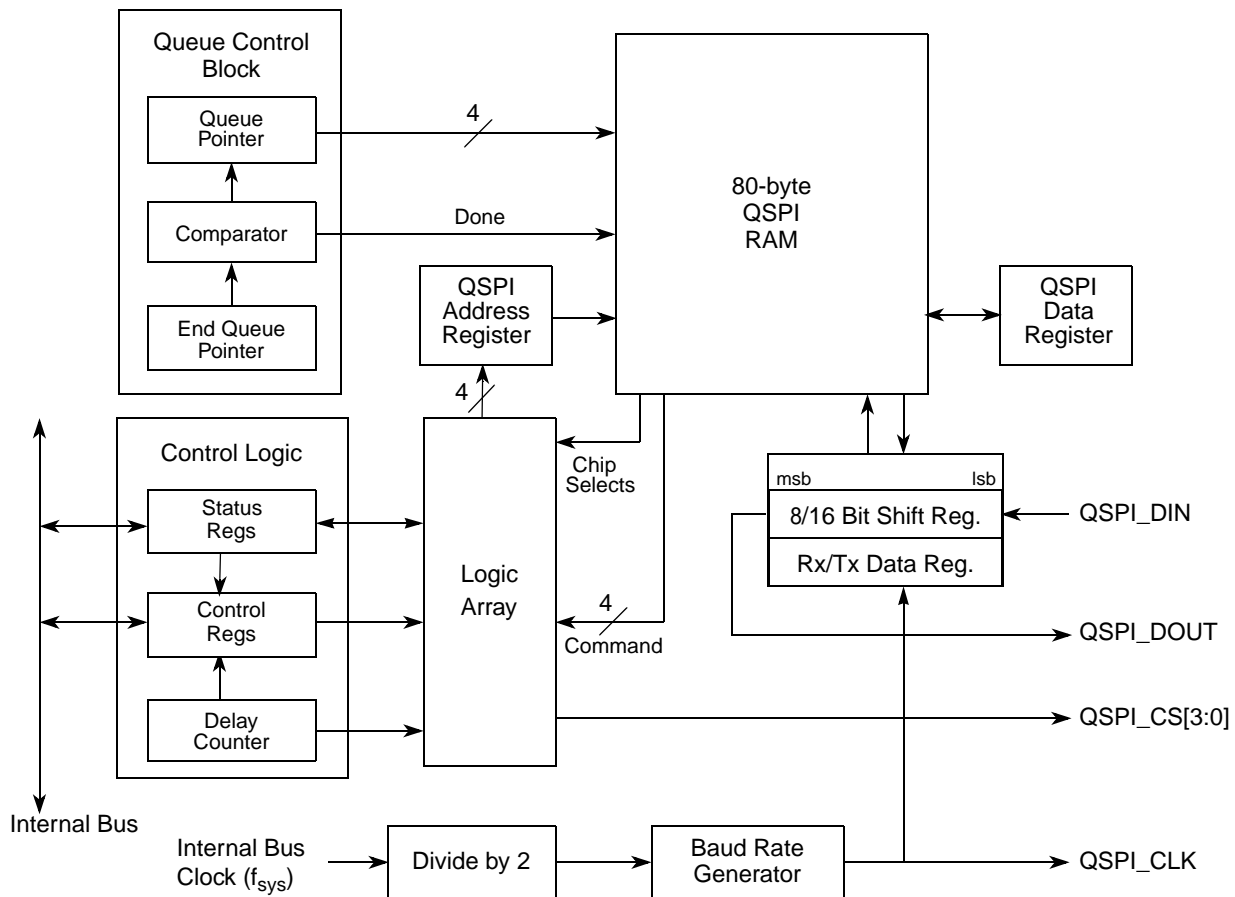 Queue Control
Block
Queue
Pointer
4
Comparator
Done
End Queue
Pointer
80-byte
QSPI
RAM
QSPI
Address
Register
QSPI
Data
Register
4
Control Logic
Status
Regs
Control
Regs
Delay
Counter
Logic
Array
Chip
Selects
4
Command
msb
lsb
8/16 Bit Shift Reg.
Rx/Tx Data Reg.
QSPI_DIN
QSPI_DOUT
QSPI_CS[3:0]
Internal Bus
Internal Bus
Clock (fsys)
Divide by 2
Baud Rate
Generator
QSPI_CLK